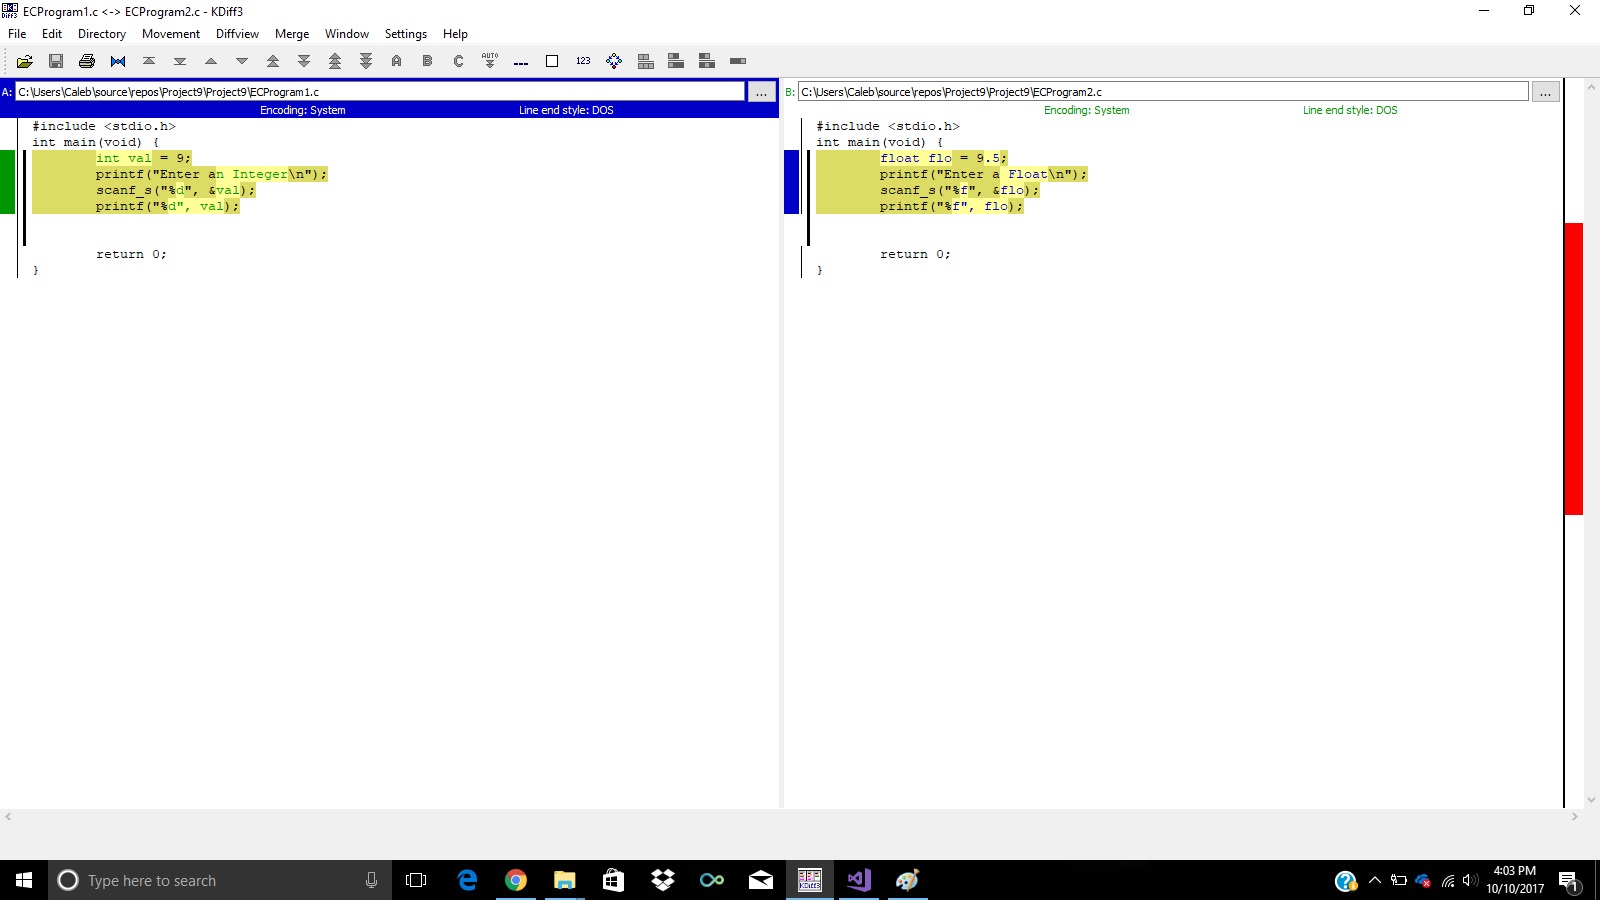 ECProgram1.c <-> ECProgram2.c - KDiff3
File Edit Directory Movement Diffview Merge Window Settings Help
A B C AUTO 123
A: C:\Users\Caleb\source\repos\Project9\Project9\ECProgram1.c ...
Encoding: System Line end style: DOS
#include <stdio.h>
int main(void) {
int val = 9;
printf("Enter an Integer\n");
scanf_s("%d", &val);
printf("%d", val);
return 0;
}
B: C:\Users\Caleb\source\repos\Project9\Project9\ECProgram2.c ...
Encoding: System Line end style: DOS
#include <stdio.h>
int main(void) {
float flo = 9.5;
printf("Enter a Float\n");
scanf_s("%f", &flo);
printf("%f", flo);
return 0;
}
Type here to search
KDiff3
4:03 PM
10/10/2017
1